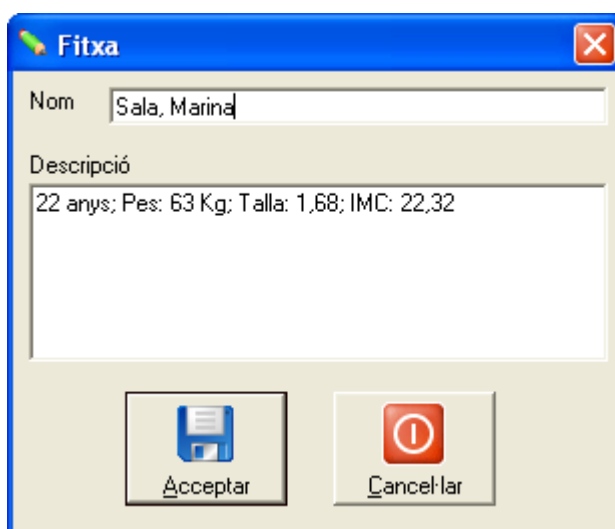 Fitxa
Nom
Sala, Marina
Descripció
22 anys; Pes: 63 Kg; Talla: 1,68; IMC: 22,32
Acceptar
Cancel·lar